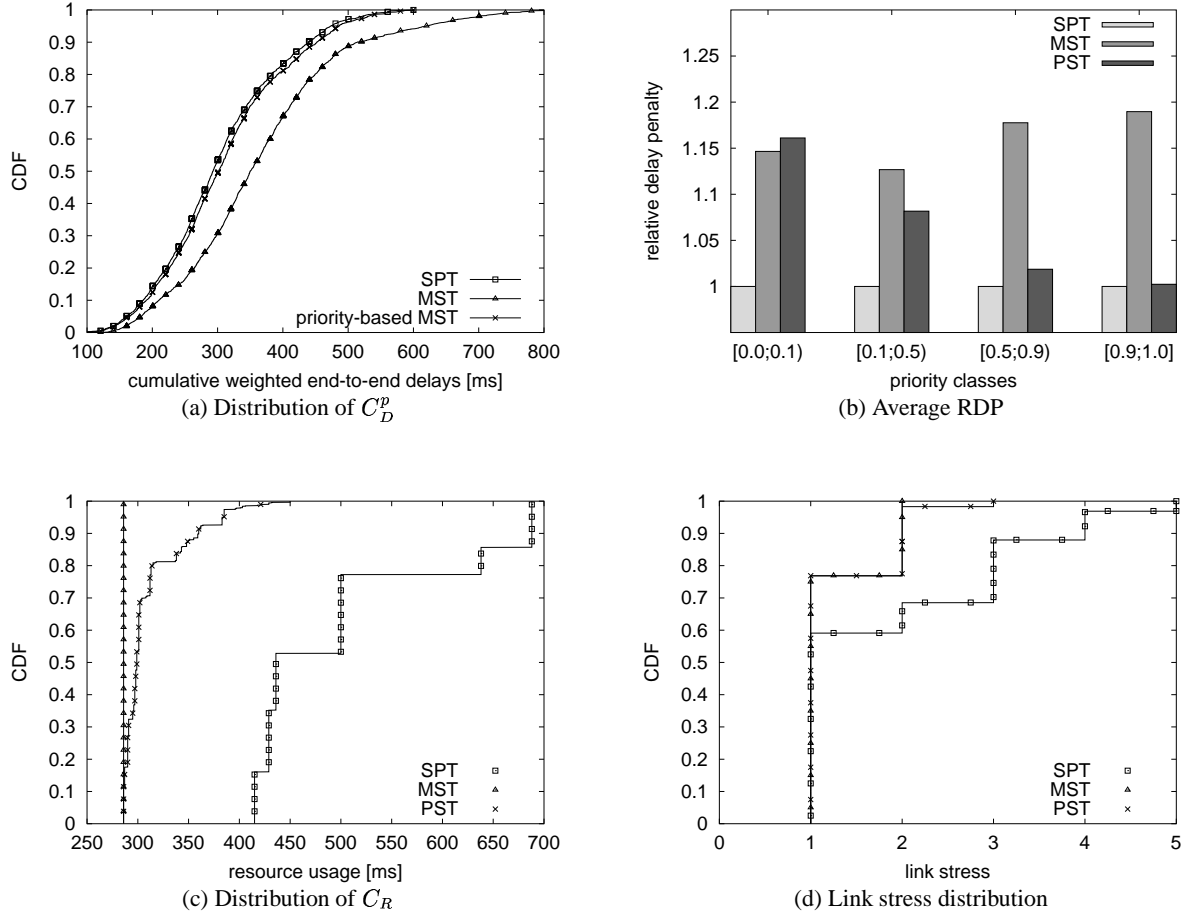 1
0.9
0.8
0.7
0.6
0.5
0.4
0.3
0.2
0.1
0
CDF
SPT
MST
priority-based MST
100 200 300 400 500 600 700 800
cumulative weighted end-to-end delays [ms]
(a) Distribution of C_D^p
1.25
1.2
1.15
1.1
1.05
1
relative delay penalty
SPT
MST
PST
[0.0;0.1) [0.1;0.5) [0.5;0.9) [0.9;1.0]
priority classes
(b) Average RDP
1
0.9
0.8
0.7
0.6
0.5
0.4
0.3
0.2
0.1
0
CDF
SPT
MST
PST
250 300 350 400 450 500 550 600 650 700
resource usage [ms]
(c) Distribution of C_R
1
0.9
0.8
0.7
0.6
0.5
0.4
0.3
0.2
0.1
0
CDF
SPT
MST
PST
0 1 2 3 4 5
link stress
(d) Link stress distribution